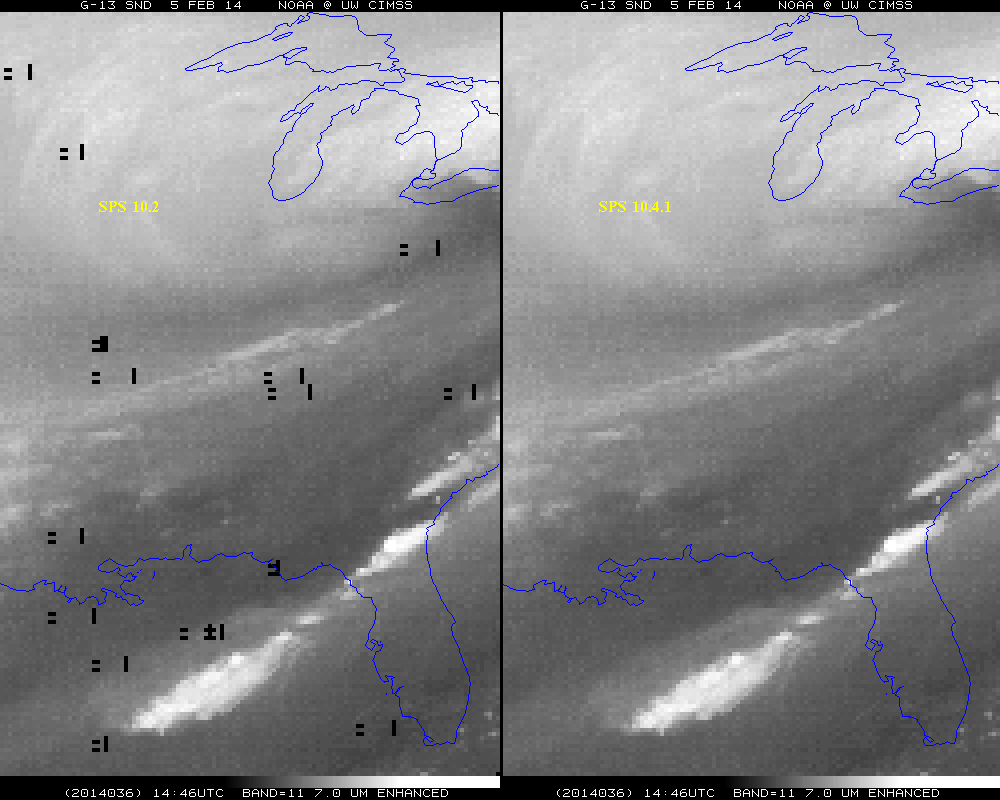 G-13 SND 5 FEB 14 NOAA @ UW CIMSS
G-13 SND 5 FEB 14 NOAA @ UW CIMSS
SPS 10.2
SPS 10.4.1
(2014036) 14:46UTC BAND=11 7.0 UM ENHANCED
(2014036) 14:46UTC BAND=11 7.0 UM ENHANCED